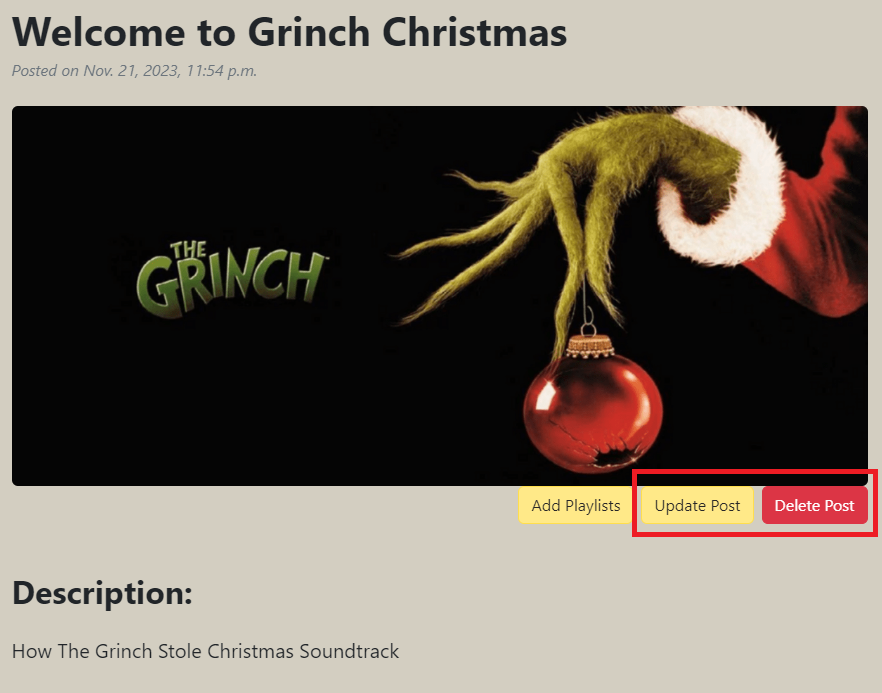 Welcome to Grinch Christmas
Posted on Nov. 21, 2023, 11:54 p.m.
THE
GRINCH
Add Playlists Update Post Delete Post
Description:
How The Grinch Stole Christmas Soundtrack